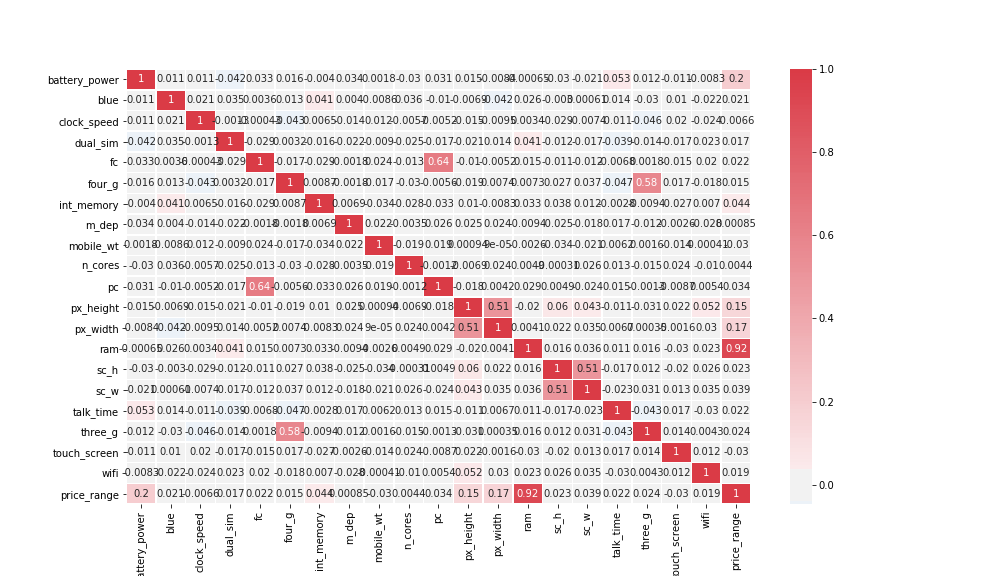 battery_power 1 0.011 0.011 -0.042 0.033 0.016 -0.004 0.034 0.0018 -0.03 0.031 0.015 -0.0084 -0.00065 -0.03 -0.021 0.053 0.012 -0.011 -0.0083 0.2 1.0
blue 0.011 1 0.021 0.035 0.0036 0.013 0.041 0.004 -0.0086 0.036 -0.01 -0.0069 -0.042 0.026 -0.003 0.00061 0.014 -0.03 0.01 -0.022 0.021
clock_speed 0.011 0.021 1 -0.0013 -0.00043 -0.043 0.0065 -0.014 0.012 -0.0057 -0.0052 -0.015 -0.0095 0.0034 -0.029 -0.0074 -0.011 -0.046 0.02 -0.024 -0.0066
dual_sim -0.042 0.035 -0.0013 1 -0.029 0.0032 -0.016 -0.022 -0.009 -0.025 -0.017 -0.021 0.014 0.041 -0.012 -0.017 -0.039 -0.014 -0.017 0.023 0.017 0.8
fc 0.033 0.0036 -0.00043 -0.029 1 -0.017 -0.029 -0.0018 0.024 -0.013 0.64 -0.01 -0.0052 0.015 -0.011 -0.012 -0.0068 0.0018 -0.015 0.02 0.022
four_g 0.016 0.013 -0.043 0.0032 -0.017 1 0.0087 -0.0018 -0.017 -0.03 -0.0056 -0.019 0.0074 0.0073 0.027 0.037 -0.047 0.58 0.017 -0.018 0.015
int_memory -0.004 0.041 0.0065 -0.016 -0.029 0.0087 1 0.0069 -0.034 -0.028 -0.033 0.01 -0.0083 0.033 0.038 0.012 -0.0028 -0.0094 -0.027 0.007 0.044 0.6
m_dep 0.034 0.004 -0.014 -0.022 -0.0018 -0.0018 0.0069 1 0.022 -0.0035 0.026 0.025 0.024 -0.0094 -0.025 -0.018 0.017 -0.012 -0.0026 -0.028 0.00085
mobile_wt 0.0018 -0.0086 0.012 -0.009 0.024 -0.017 -0.034 0.022 1 -0.019 0.019 0.00094 9e-05 -0.0026 -0.034 -0.021 0.0062 0.0016 -0.014 -0.00041 -0.03
n_cores -0.03 0.036 -0.0057 -0.025 -0.013 -0.03 -0.028 -0.0035 -0.019 1 -0.0012 -0.0069 0.024 0.0049 -0.00031 0.026 0.013 -0.015 0.024 -0.01 0.0044 0.4
pc 0.031 -0.01 -0.0052 -0.017 0.64 -0.0056 -0.033 0.026 0.019 -0.0012 1 -0.018 0.0042 0.029 0.0049 -0.024 0.015 -0.0013 -0.0087 0.0054 0.034
px_height 0.015 -0.0069 -0.015 -0.021 -0.01 -0.019 0.01 0.025 0.00094 -0.0069 -0.018 1 0.51 -0.02 0.06 0.043 -0.011 -0.031 0.022 0.052 0.15
px_width -0.0084 -0.042 -0.0095 0.014 -0.0052 0.0074 -0.0083 0.024 9e-05 0.024 0.0042 0.51 1 0.0041 0.022 0.035 0.0067 0.00035 -0.0016 0.03 0.17
ram -0.00065 0.026 0.0034 0.041 0.015 0.0073 0.033 -0.0094 -0.0026 0.0049 0.029 -0.02 0.0041 1 0.016 0.036 0.011 0.016 -0.03 0.023 0.92
sc_h -0.03 -0.003 -0.029 -0.012 -0.011 0.027 0.038 -0.025 -0.034 -0.00031 0.0049 0.06 0.022 0.016 1 0.51 -0.017 0.012 -0.02 0.026 0.023
sc_w -0.021 0.00061 -0.0074 -0.017 -0.012 0.037 0.012 -0.018 -0.021 0.026 -0.024 0.043 0.035 0.036 0.51 1 -0.023 0.031 0.013 0.035 0.039
0.2
talk_time 0.053 0.014 -0.011 -0.039 -0.0068 -0.047 -0.0028 0.017 0.0062 0.013 0.015 -0.011 0.0067 0.011 -0.017 -0.023 1 -0.043 0.017 -0.03 0.022
three_g 0.012 -0.03 -0.046 -0.014 0.0018 0.58 -0.0094 -0.012 0.0016 -0.015 -0.0013 -0.031 0.00035 0.016 0.012 0.031 -0.043 1 0.014 0.0043 0.024
touch_screen -0.011 0.01 0.02 -0.017 -0.015 0.017 -0.027 -0.0026 -0.014 0.024 -0.0087 0.022 -0.0016 -0.03 -0.02 0.013 0.017 0.014 1 0.012 -0.03
wifi -0.0083 -0.022 -0.024 0.023 0.02 -0.018 0.007 -0.028 -0.00041 -0.01 0.0054 0.052 0.03 0.023 0.026 0.035 -0.03 0.0043 0.012 1 0.019 0.0
price_range 0.2 0.021 -0.0066 0.017 0.022 0.015 0.044 0.00085 -0.03 0.0044 0.034 0.15 0.17 0.92 0.023 0.039 0.022 0.024 -0.03 0.019 1
attery_power blue clock_speed dual_sim fc four_g int_memory m_dep mobile_wt n_cores pc px_height px_width ram sc_h sc_w talk_time three_g ouch_screen wifi price_range